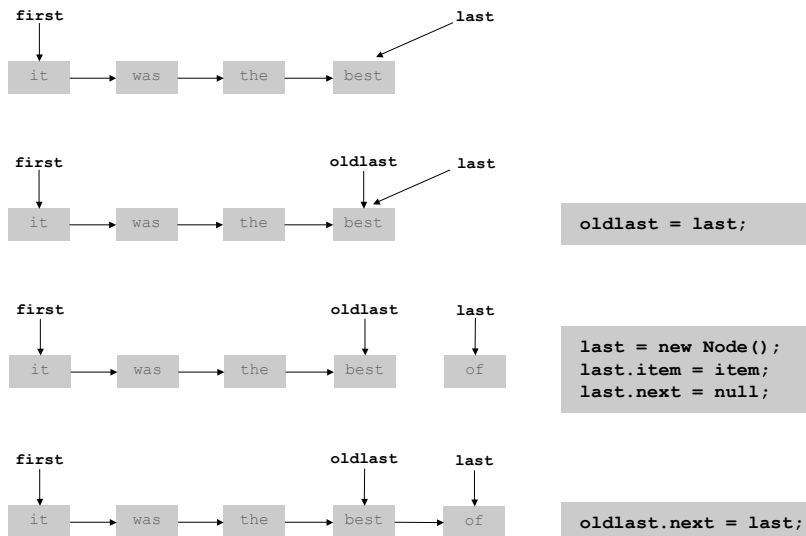 first
last
it was the best
first oldlast last
it was the best
oldlast = last;
first oldlast last
it was the best of
last = new Node();
last.item = item;
last.next = null;
first oldlast last
it was the best of
oldlast.next = last;